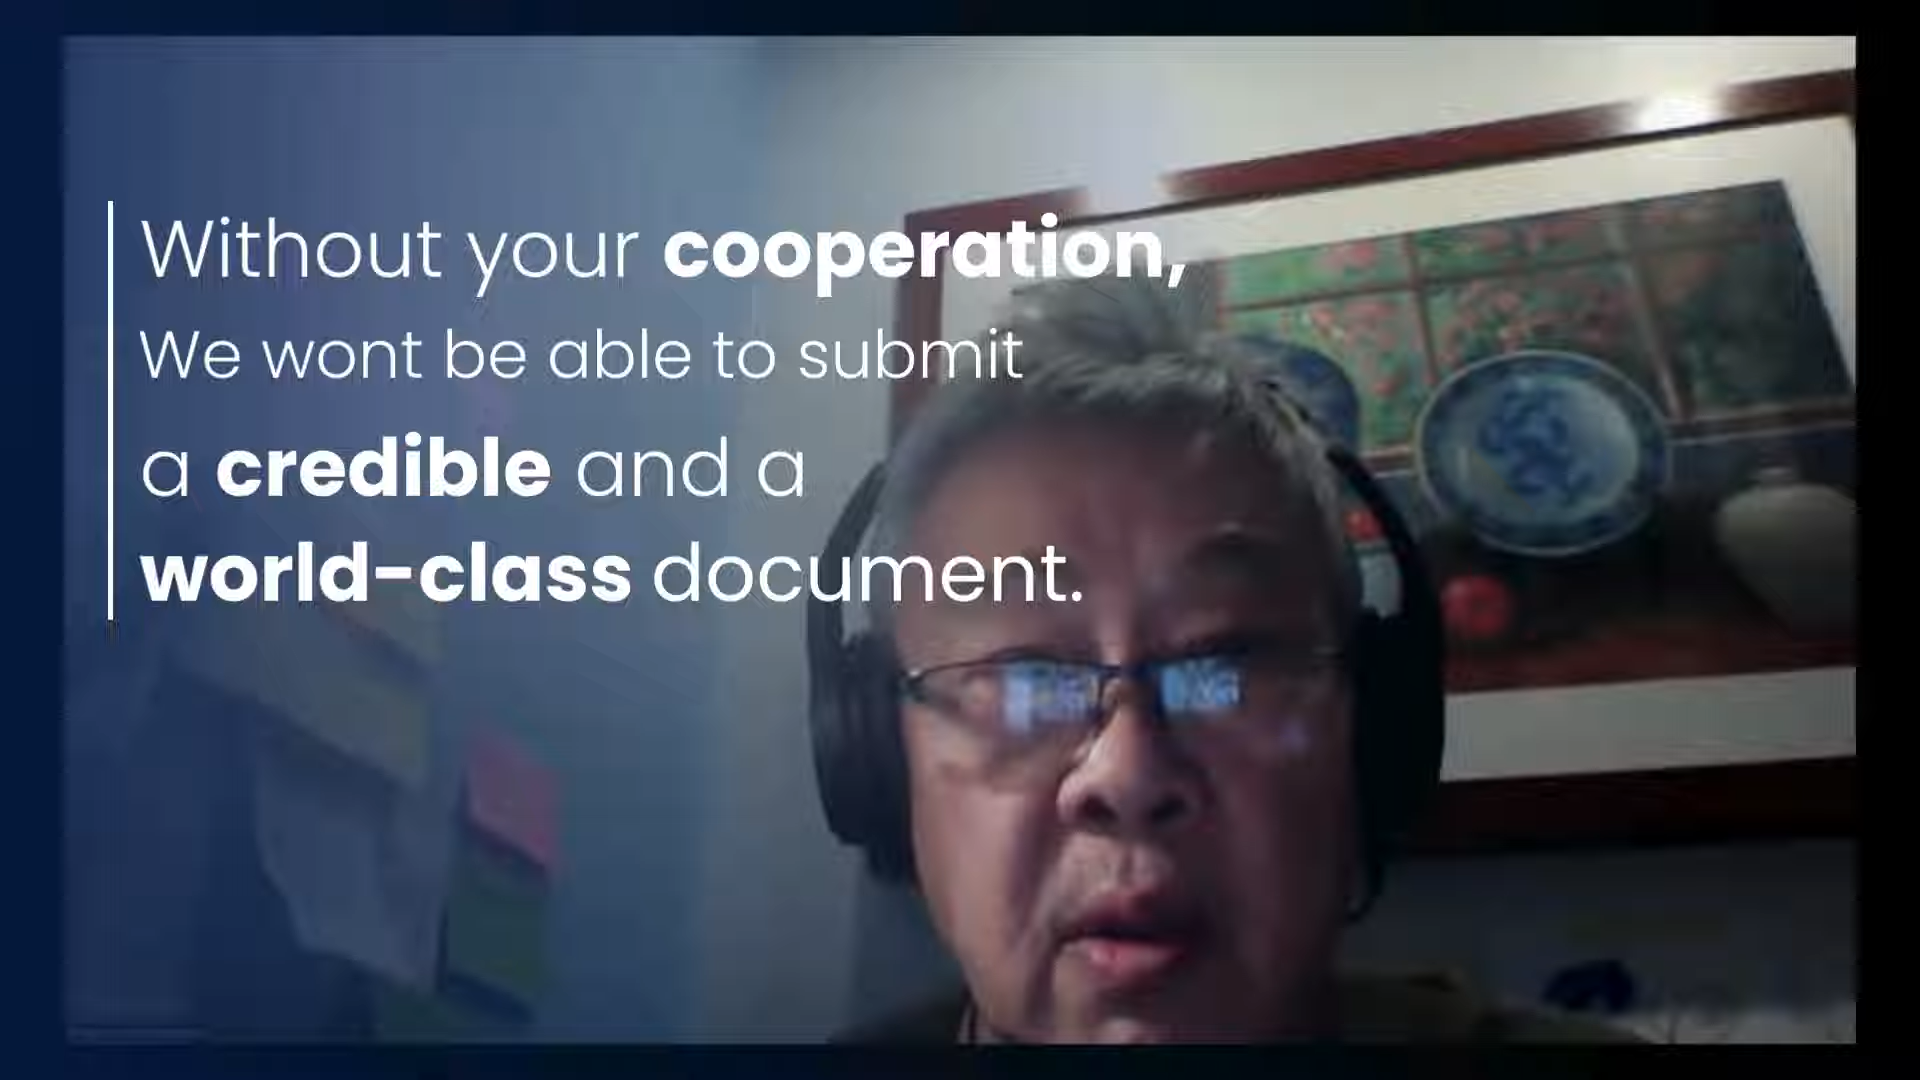 Without your cooperation,
We wont be able to submit
a credible and a
world-class document.